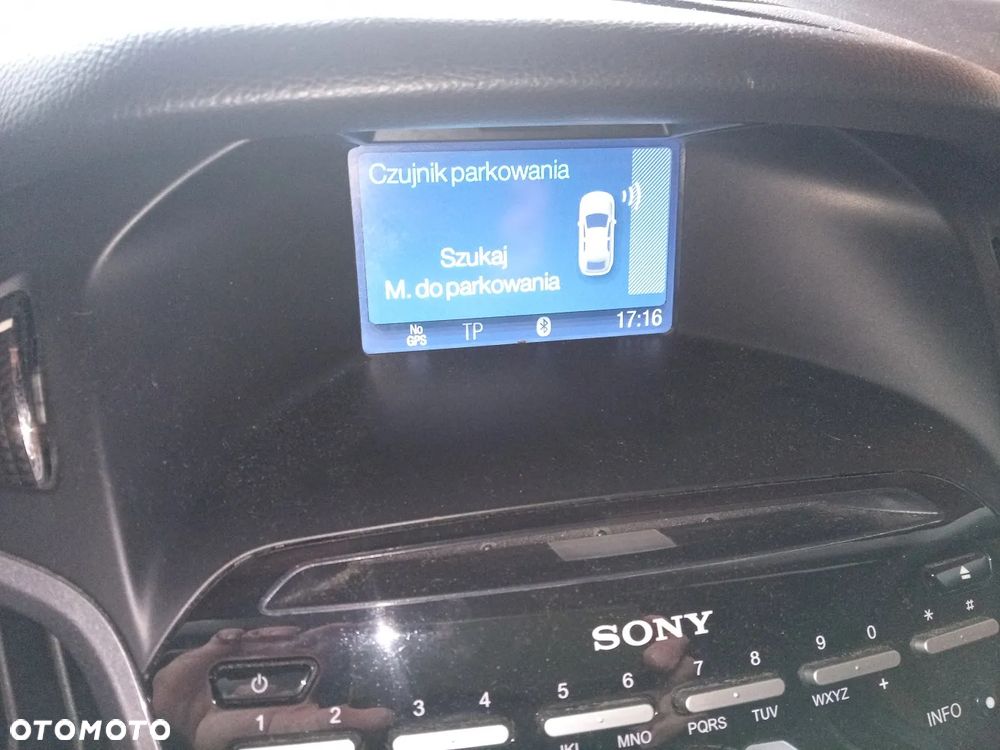 Czujnik parkowania
Szukaj
M. do parkowania
No GPS TP 17:16
SONY
1 2 3 4 5 6 7 8 9 0 * #
JKL MNO PQRS TUV WXYZ +
INFO
OTOMOTO